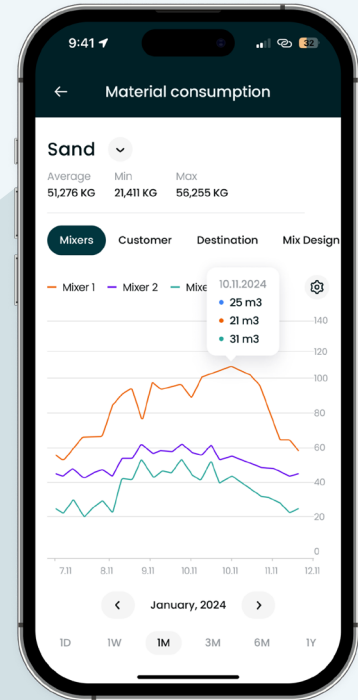 9:41
32
Material consumption
Sand
Average Min Max
51,276 KG 21,411 KG 56,255 KG
Mixers Customer Destination Mix Design
Mixer 1 Mixer 2 Mixe
10.11.2024
25 m3
21 m3
31 m3
140
120
100
80
60
40
20
0
7.11 8.11 9.11 10.11 10.11 11.11 12.11
January, 2024
1D 1W 1M 3M 6M 1Y